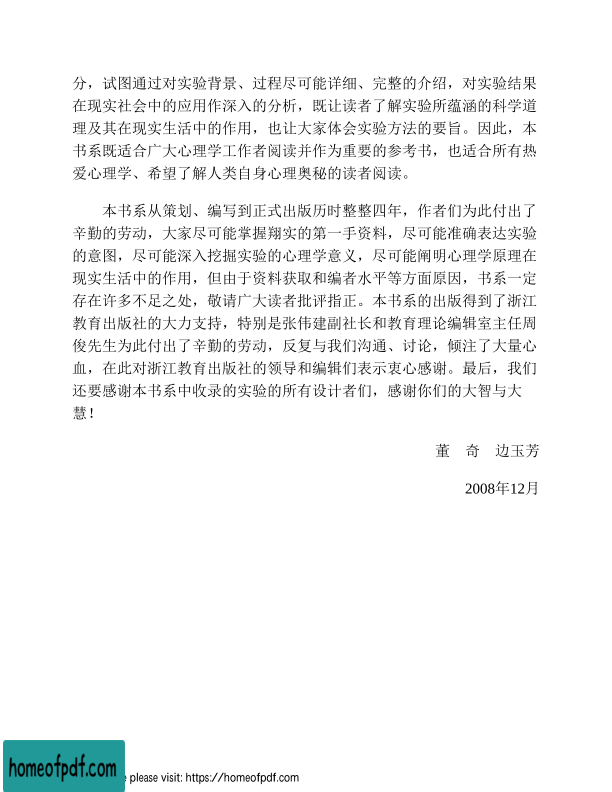 分，试图通过对实验背景、过程尽可能详细、完整的介绍，对实验结果
在现实社会中的应用作深入的分析，既让读者了解实验所蕴涵的科学道
理及其在现实生活中的作用，也让大家体会实验方法的要旨。因此，本
书系既适合广大心理学工作者阅读并作为重要的参考书，也适合所有热
爱心理学、希望了解人类自身心理奥秘的读者阅读。
本书系从策划、编写到正式出版历时整整四年，作者们为此付出了
辛勤的劳动，大家尽可能掌握翔实的第一手资料，尽可能准确表达实验
的意图，尽可能深入挖掘实验的心理学意义，尽可能阐明心理学原理在
现实生活中的作用，但由于资料获取和编者水平等方面原因，书系一定
存在许多不足之处，敬请广大读者批评指正。本书系的出版得到了浙江
教育出版社的大力支持，特别是张伟建副社长和教育理论编辑室主任周
俊先生为此付出了辛勤的劳动，反复与我们沟通、讨论，倾注了大量心
血，在此对浙江教育出版社的领导和编辑们表示衷心感谢。最后，我们
还要感谢本书系中收录的实验的所有设计者们，感谢你们的大智与大
慧！
董　奇　边玉芳
2008年12月
homeofpdf.com
e please visit: https://homeofpdf.com